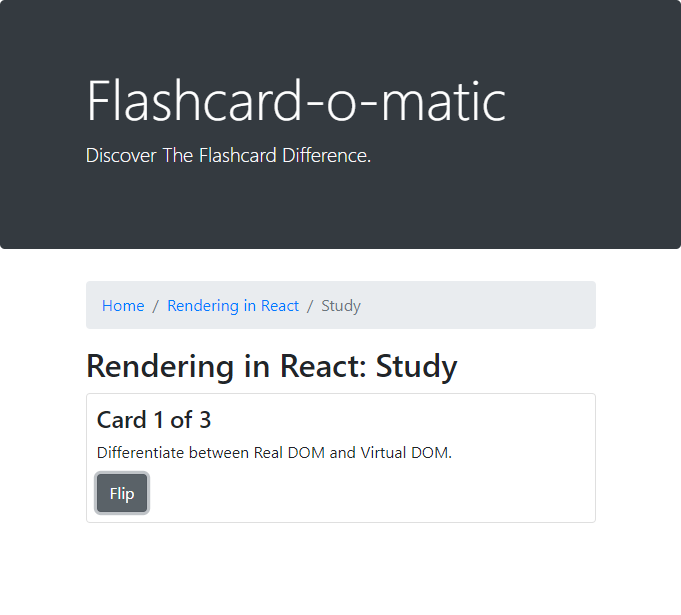 Flashcard-o-matic
Discover The Flashcard Difference.
Home / Rendering in React / Study
Rendering in React: Study
Card 1 of 3
Differentiate between Real DOM and Virtual DOM.
Flip